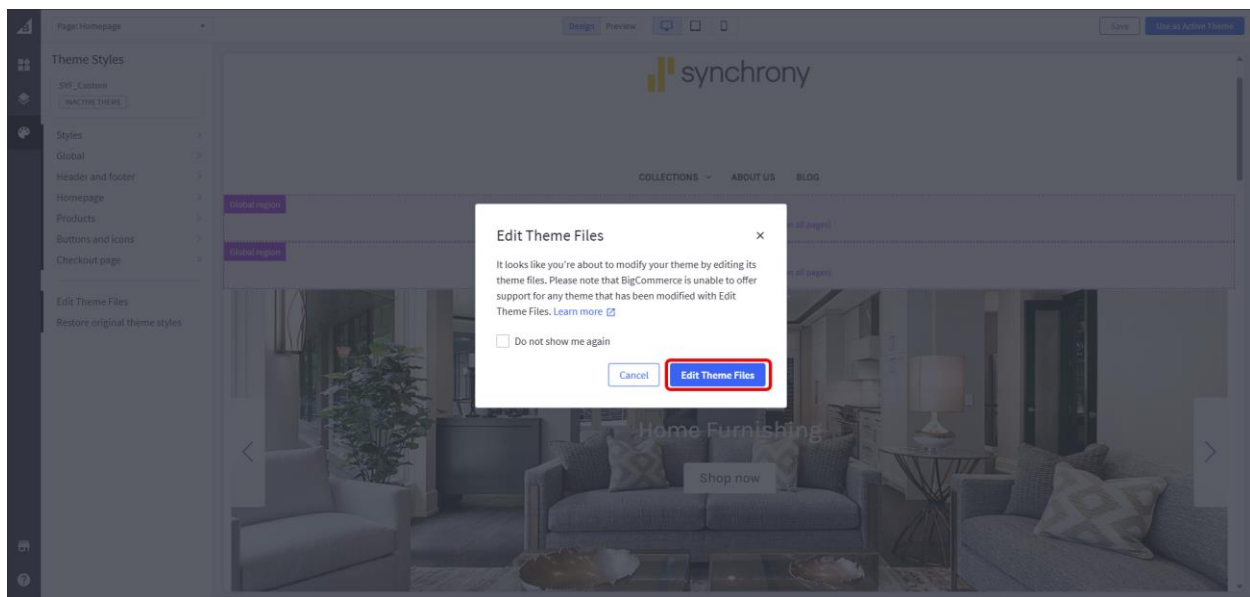 Page: Homepage
Design Preview
Save
Use as Active Theme
Theme Styles
SYF_Custom
INACTIVE THEME
Styles
Global
Header and footer
Homepage
Products
Buttons and icons
Checkout page
Edit Theme Files
Restore original theme styles
synchrony
COLLECTIONS ABOUT US BLOG
Global region
n all pages)
Global region
n all pages)
Edit Theme Files
It looks like you're about to modify your theme by editing its
theme files. Please note that BigCommerce is unable to offer
support for any theme that has been modified with Edit
Theme Files. Learn more
Do not show me again
Cancel Edit Theme Files
Home Furnishing
Shop now